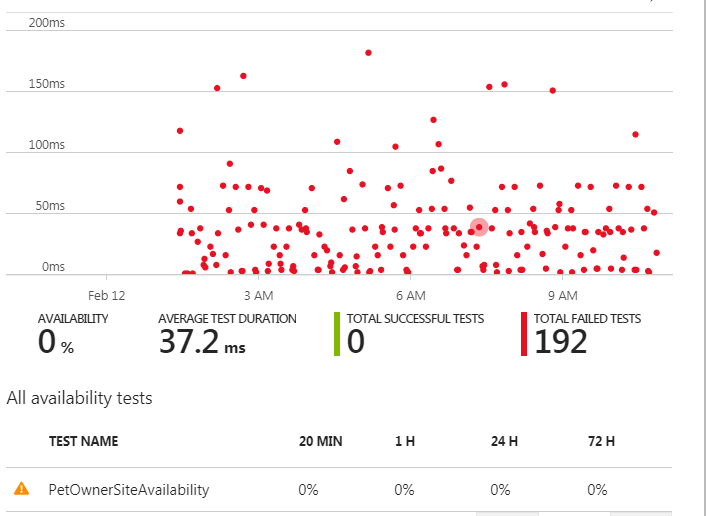 200ms
150ms
100ms
50ms
0ms
Feb 12 3 AM 6 AM 9 AM
AVAILABILITY AVERAGE TEST DURATION TOTAL SUCCESSFUL TESTS TOTAL FAILED TESTS
0 % 37.2 ms 0 192
All availability tests
TEST NAME 20 MIN 1 H 24 H 72 H
PetOwnerSiteAvailability 0% 0% 0% 0%